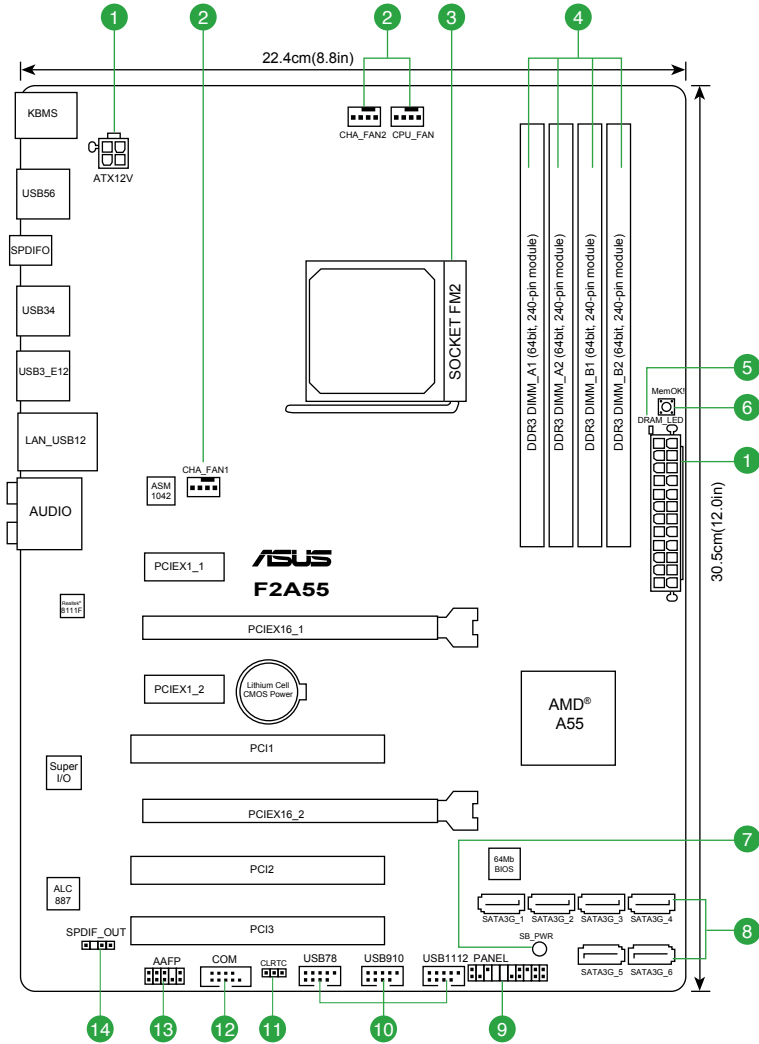 1
2
2
3
4
22.4cm(8.8in)
KBMS
ATX12V
CHA_FAN2
CPU_FAN
USB56
SPDIFO
USB34
USB3_E12
LAN_USB12
AUDIO
SOCKET FM2
DDR3 DIMM_A1 (64bit, 240-pin module)
DDR3 DIMM_A2 (64bit, 240-pin module)
DDR3 DIMM_B1 (64bit, 240-pin module)
DDR3 DIMM_B2 (64bit, 240-pin module)
5
MemOK!
6
DRAM_LED
1
30.5cm(12.0in)
CHA_FAN1
ASM
1042
PCIEX1_1
ASUS
F2A55
Realtek®
8111F
PCIEX16_1
PCIEX1_2
Lithium Cell
CMOS Power
AMD®
A55
PCI1
Super
I/O
PCIEX16_2
7
64Mb
BIOS
PCI2
ALC
887
SATA3G_1
SATA3G_2
SATA3G_3
SATA3G_4
8
PCI3
SPDIF_OUT
SB_PWR
AAFP
COM
CLRTC
USB78
USB910
USB1112
PANEL
SATA3G_5
SATA3G_6
14
13
12
11
10
9